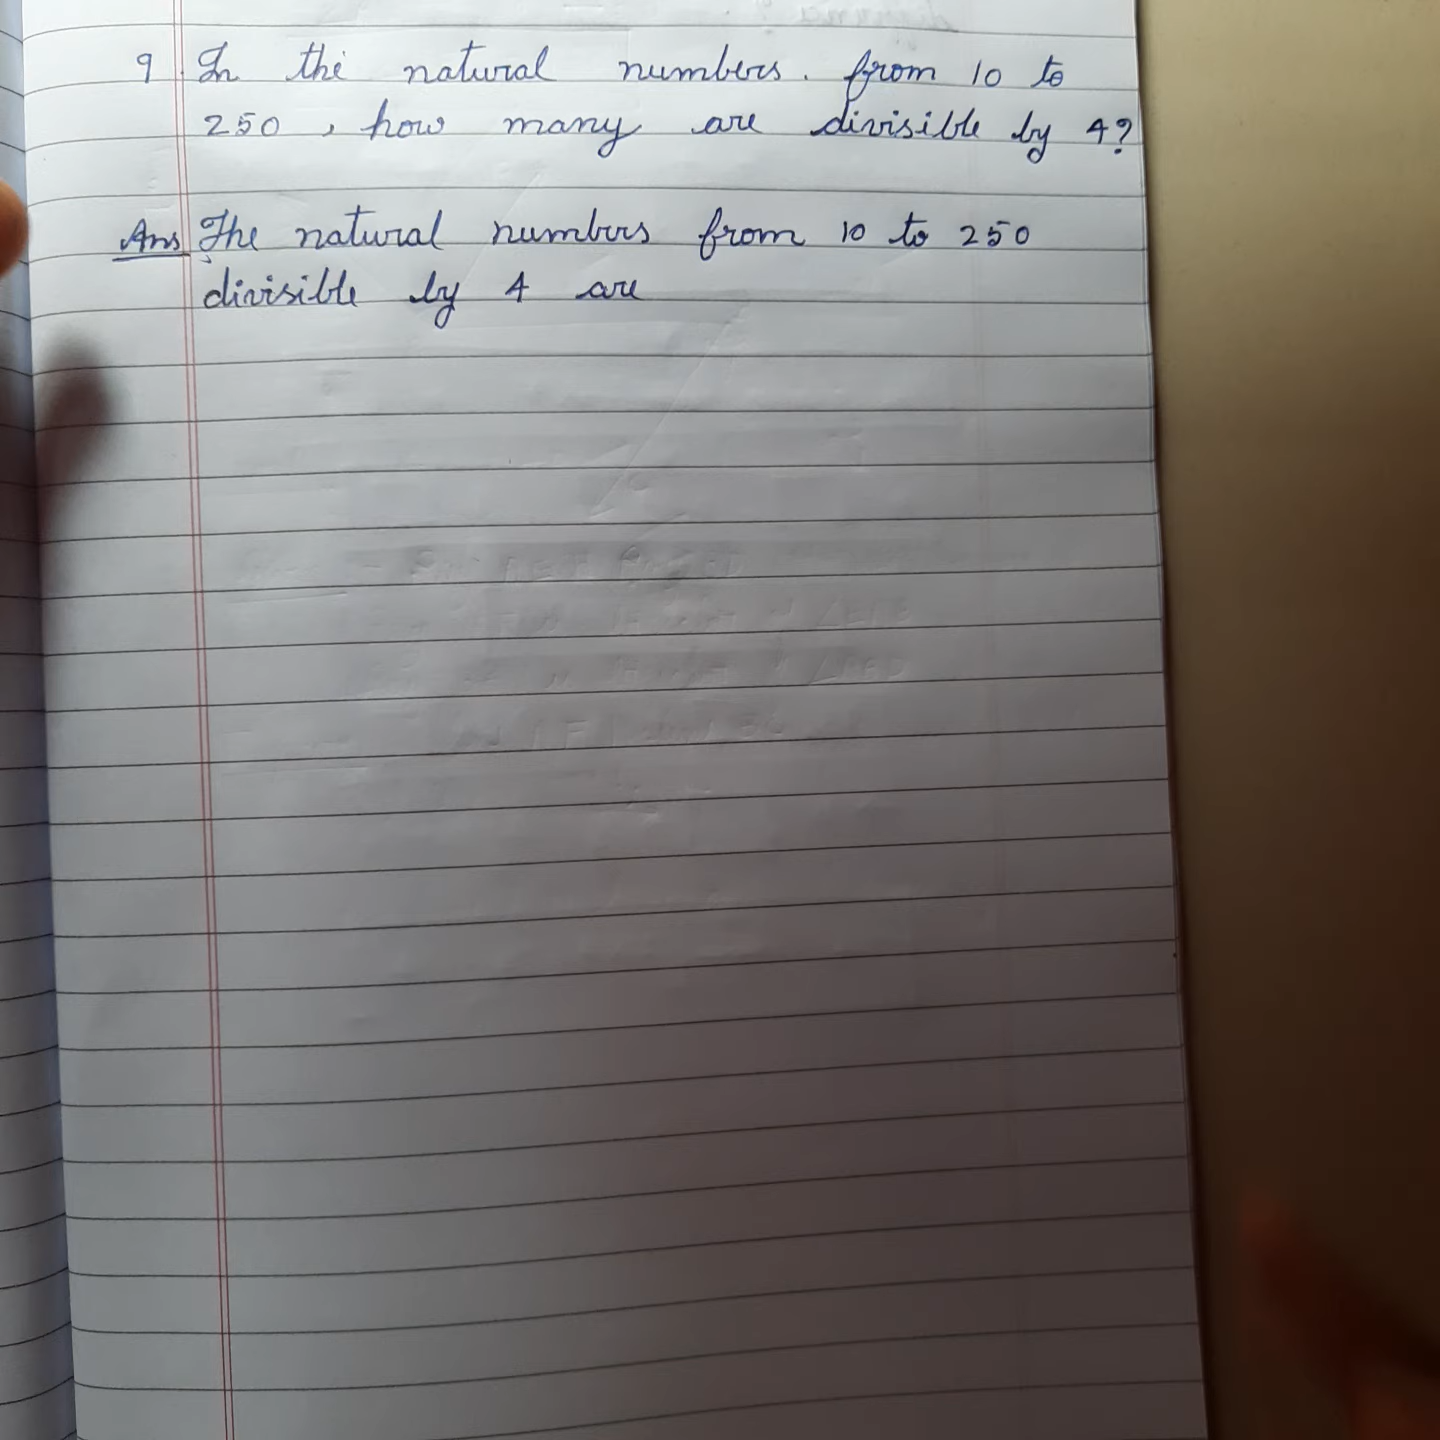 9 In the natural numbers. from 10 to
250, how many are divisible by 4?
Ans The natural numbers from 10 to 250
divisible by 4 are